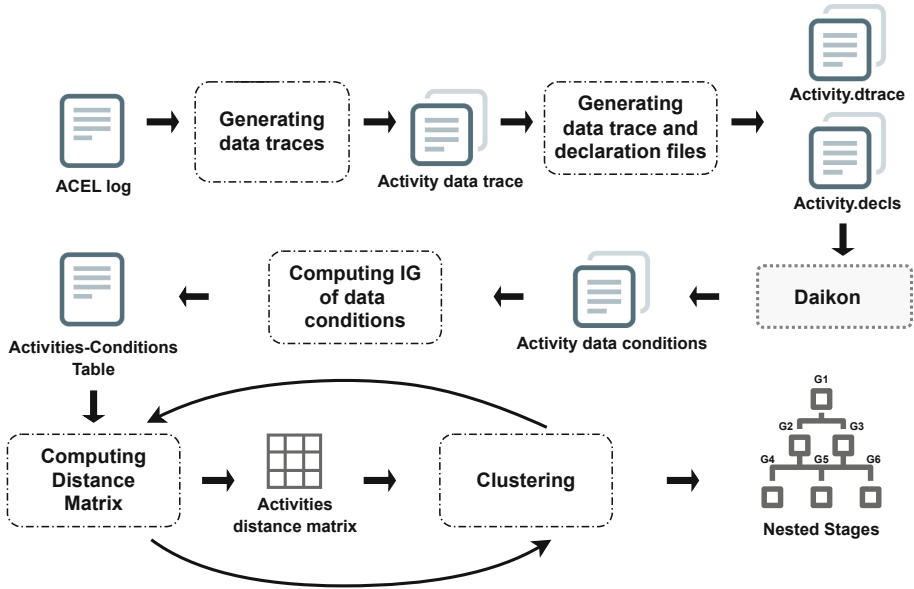 ACEL log
Generating
data traces
Activity data trace
Generating
data trace and
declaration files
Activity.dtrace
Activity.decls
Daikon
Activity data conditions
Computing IG
of data
conditions
Activities-Conditions
Table
Computing
Distance
Matrix
Activities
distance matrix
Clustering
G1
G2
G3
G4
G5
G6
Nested Stages